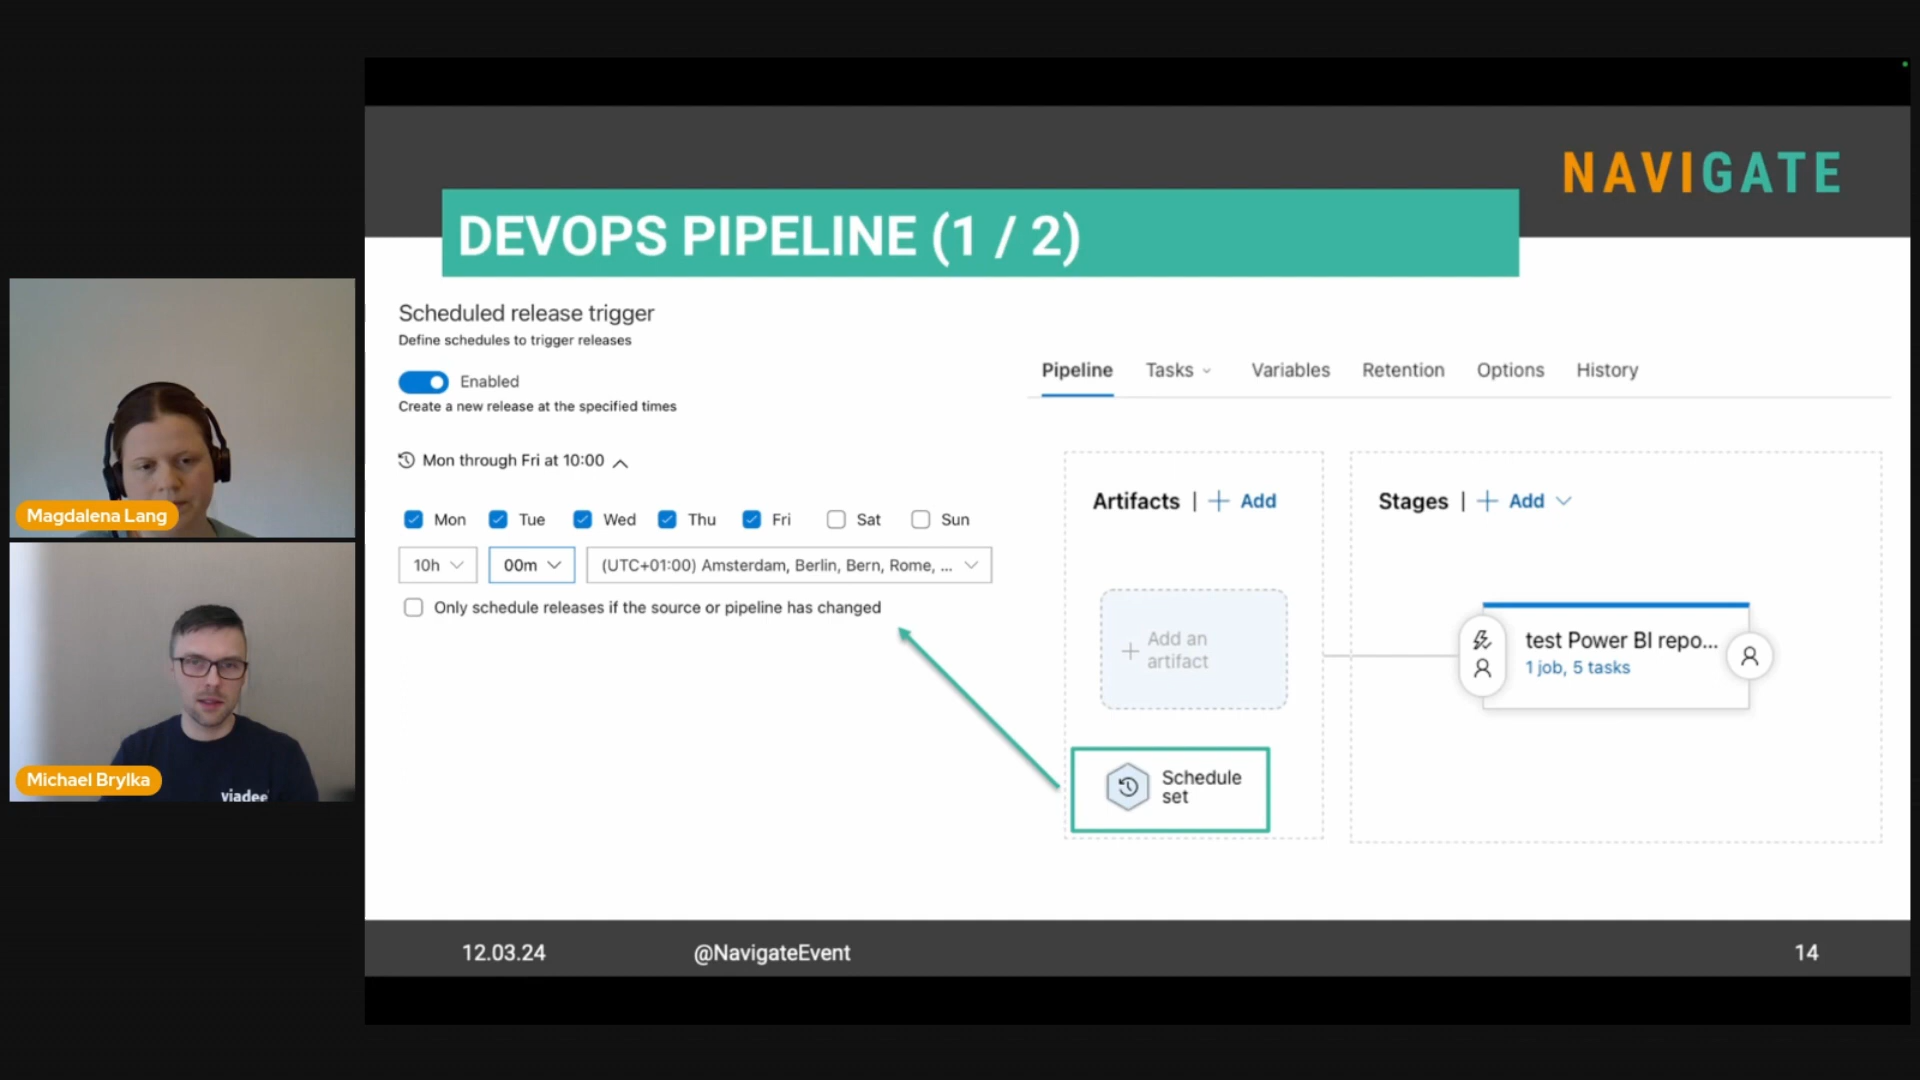 NAVIGATE
DEVOPS PIPELINE (1 / 2)
Scheduled release trigger
Define schedules to trigger releases
Enabled
Create a new release at the specified times
Mon through Fri at 10:00
Mon Tue Wed Thu Fri Sat Sun
10h 00m (UTC+01:00) Amsterdam, Berlin, Bern, Rome, ...
Only schedule releases if the source or pipeline has changed
Pipeline Tasks Variables Retention Options History
Artifacts | + Add
Add an
artifact
Schedule
set
Stages | + Add
test Power BI repo...
1 job, 5 tasks
Magdalena Lang
viadee
Michael Brylka
12.03.24 @NavigateEvent 14